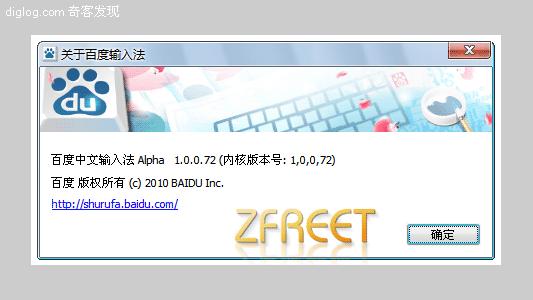 diglog.com 奇客发现
关于百度输入法
du
百度中文输入法 Alpha 1.0.0.72 (内核版本号: 1,0,0,72)
百度 版权所有 (c) 2010 BAIDU Inc.
http://shurufa.baidu.com/
ZFREET
确定